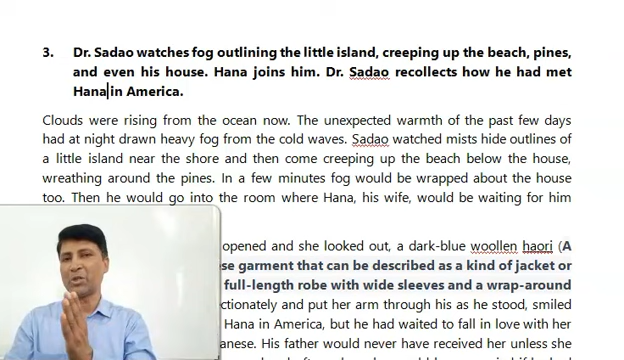 3. Dr. Sadao watches fog outlining the little island, creeping up the beach, pines,
and even his house. Hana joins him. Dr. Sadao recollects how he had met
Hana in America.
Clouds were rising from the ocean now. The unexpected warmth of the past few days
had at night drawn heavy fog from the cold waves. Sadao watched mists hide outlines of
a little island near the shore and then come creeping up the beach below the house,
wreathing around the pines. In a few minutes fog would be wrapped about the house
too. Then he would go into the room where Hana, his wife, would be waiting for him
opened and she looked out, a dark-blue woollen haori (A
se garment that can be described as a kind of jacket or
full-length robe with wide sleeves and a wrap-around
ctionately and put her arm through his as he stood, smiled
Hana in America, but he had waited to fall in love with her
anese. His father would never have received her unless she